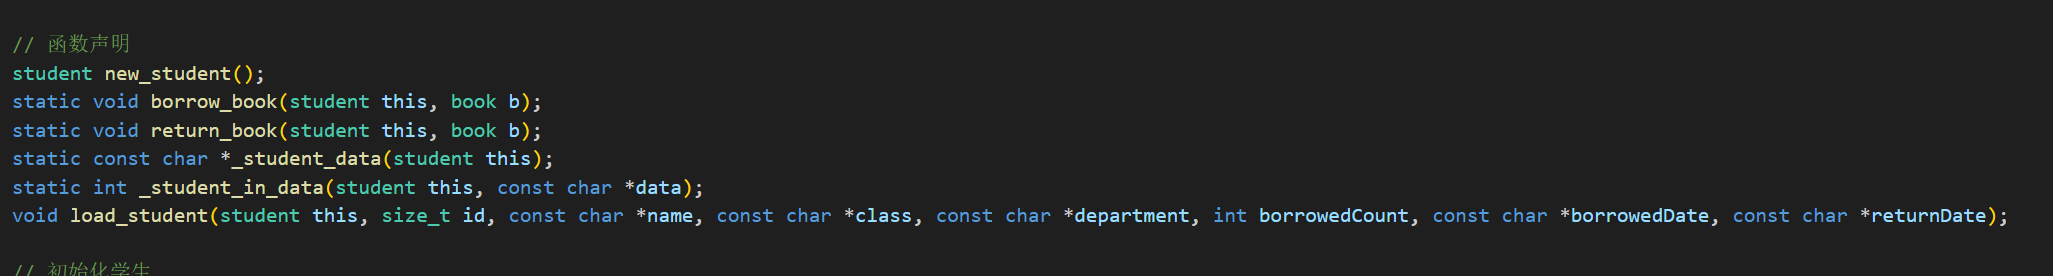 // 函数声明
student new_student();
static void borrow_book(student this, book b);
static void return_book(student this, book b);
static const char *_student_data(student this);
static int _student_in_data(student this, const char *data);
void load_student(student this, size_t id, const char *name, const char *class, const char *department, int borrowedCount, const char *borrowedDate, const char *returnDate);
// 初始化学生